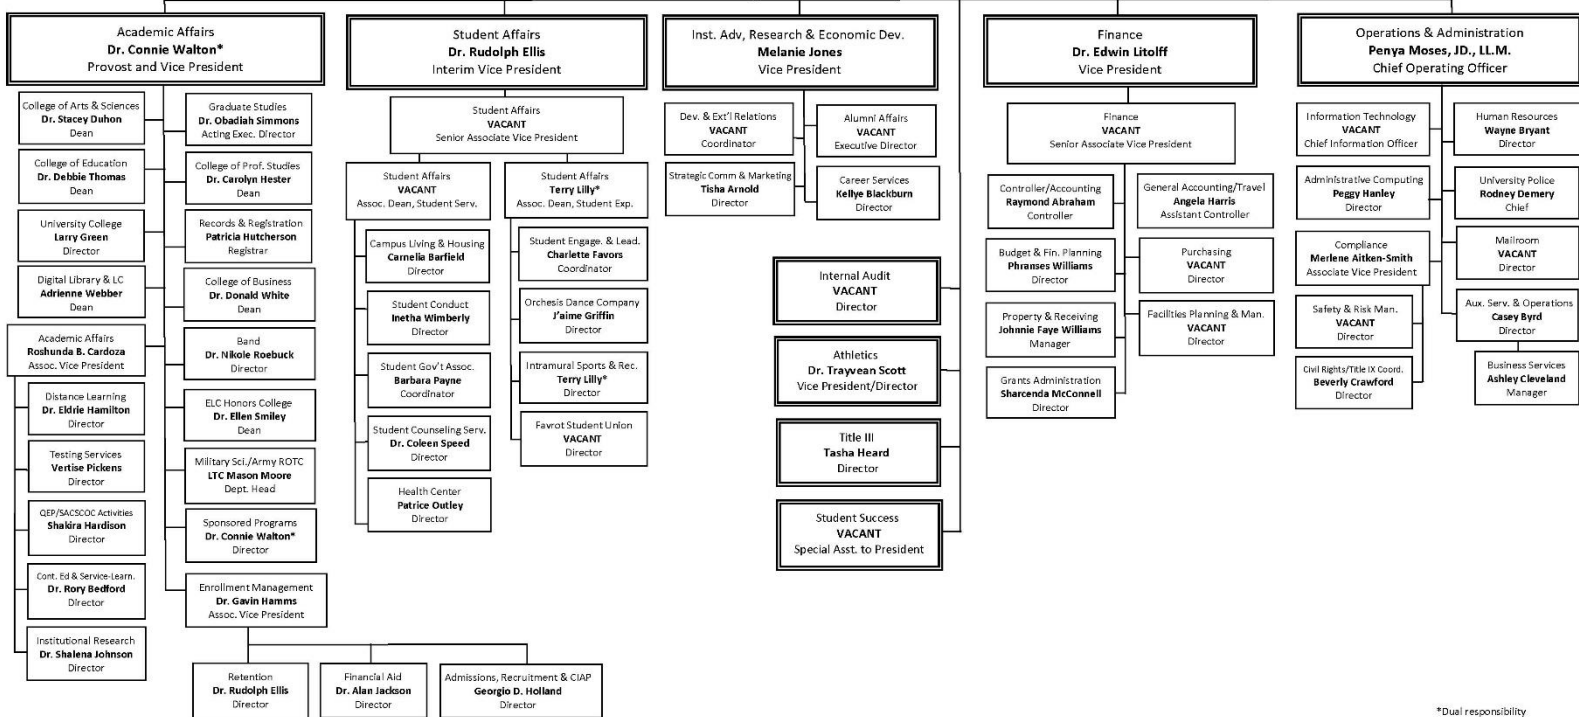 Academic Affairs
Dr. Connie Walton*
Provost and Vice President
College of Arts & Sciences
Dr. Stacey Duhon
Dean
Graduate Studies
Dr. Obadiah Simmons
Acting Exec. Director
College of Education
Dr. Debbie Thomas
Dean
College of Prof. Studies
Dr. Carolyn Hester
Dean
University College
Larry Green
Director
Records & Registration
Patricia Hutcherson
Registrar
Digital Library & LC
Adrienne Webber
Dean
College of Business
Dr. Donald White
Dean
Academic Affairs
Roshunda B. Cardoza
Assoc. Vice President
Band
Dr. Nikole Roebuck
Director
Distance Learning
Dr. Eldrie Hamilton
Director
ELC Honors College
Dr. Ellen Smiley
Dean
Testing Services
Vertise Pickens
Director
Military Sci./Army ROTC
LTC Mason Moore
Dept. Head
QEP/SACSCOC Activities
Shakira Hardison
Director
Sponsored Programs
Dr. Connie Walton*
Director
Cont. Ed & Service-Learn.
Dr. Rory Bedford
Director
Enrollment Management
Dr. Gavin Hamms
Assoc. Vice President
Institutional Research
Dr. Shalena Johnson
Director
Retention
Dr. Rudolph Ellis
Director
Financial Aid
Dr. Alan Jackson
Director
Admissions, Recruitment & CIAP
Georgio D. Holland
Director
Student Affairs
Dr. Rudolph Ellis
Interim Vice President
Student Affairs
VACANT
Senior Associate Vice President
Student Affairs
VACANT
Assoc. Dean, Student Serv.
Student Affairs
Terry Lilly*
Assoc. Dean, Student Exp.
Campus Living & Housing
Carnelia Barfield
Director
Student Engage. & Lead.
Charlette Favors
Coordinator
Student Conduct
Inetha Wimberly
Director
Orchesis Dance Company
J'aime Griffin
Director
Student Gov't Assoc.
Barbara Payne
Coordinator
Intramural Sports & Rec.
Terry Lilly*
Director
Student Counseling Serv.
Dr. Coleen Speed
Director
Favrot Student Union
VACANT
Director
Health Center
Patrice Outley
Director
Inst. Adv, Research & Economic Dev.
Melanie Jones
Vice President
Dev. & Ext'l Relations
VACANT
Coordinator
Alumni Affairs
VACANT
Executive Director
Strategic Comm & Marketing
Tisha Arnold
Director
Career Services
Kellye Blackburn
Director
Internal Audit
VACANT
Director
Athletics
Dr. Trayvean Scott
Vice President/Director
Title III
Tasha Heard
Director
Student Success
VACANT
Special Asst. to President
Finance
Dr. Edwin Litolff
Vice President
Finance
VACANT
Senior Associate Vice President
Controller/Accounting
Raymond Abraham
Controller
General Accounting/Travel
Angela Harris
Assistant Controller
Budget & Fin. Planning
Phranses Williams
Director
Purchasing
VACANT
Director
Property & Receiving
Johnnie Faye Williams
Manager
Facilities Planning & Man.
VACANT
Director
Grants Administration
Sharcenda McConnell
Director
Operations & Administration
Penya Moses, JD., LL.M.
Chief Operating Officer
Information Technology
VACANT
Chief Information Officer
Human Resources
Wayne Bryant
Director
Administrative Computing
Peggy Hanley
Director
University Police
Rodney Demery
Chief
Compliance
Merlene Aitken-Smith
Associate Vice President
Mailroom
VACANT
Director
Safety & Risk Man.
VACANT
Director
Aux. Serv. & Operations
Casey Byrd
Director
Civil Rights/Title IX Coord.
Beverly Crawford
Director
Business Services
Ashley Cleveland
Manager
*Dual responsibility